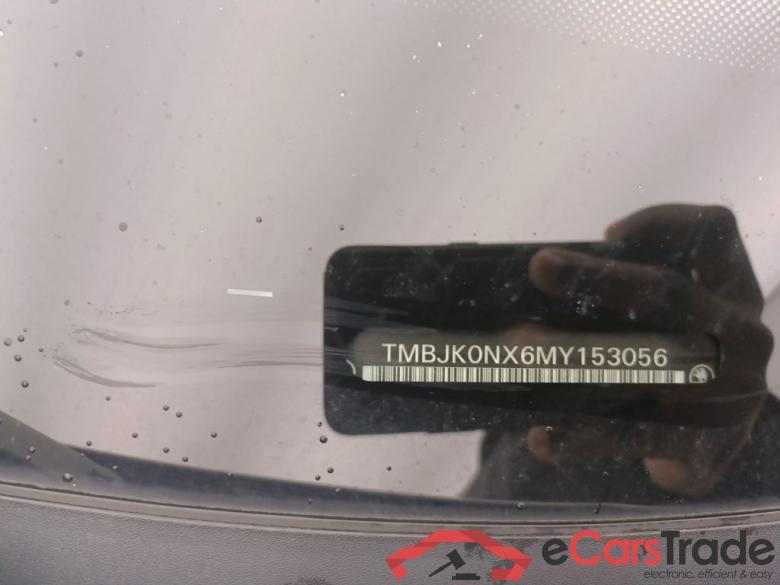 TMBJK0NX6MY153056
eCarsTrade
electronic, efficient & easy